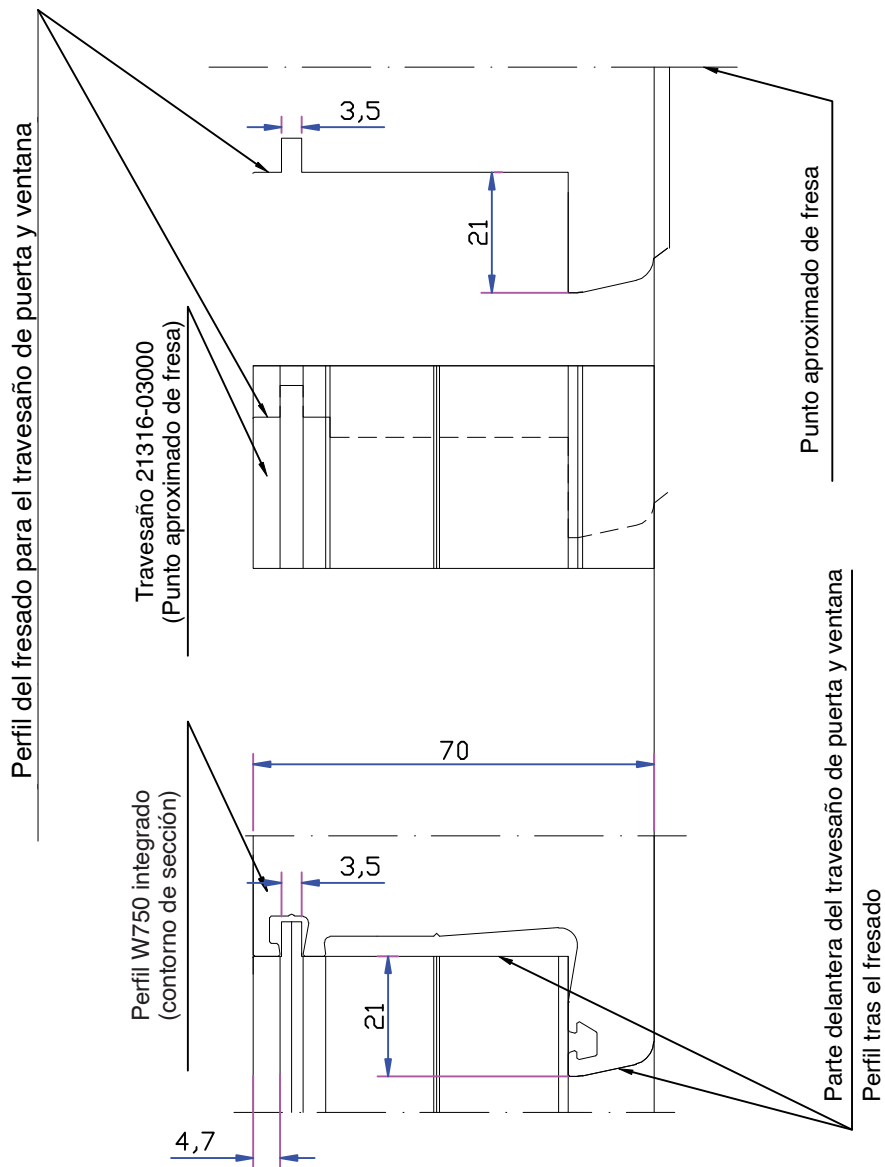 Perfil del fresado para el travesaño de puerta y ventana
Travesaño 21316-03000
(Punto aproximado de fresa)
Perfil W750 integrado
(contorno de sección)
3,5
21
Punto aproximado de fresa
70
3,5
21
4,7
Parte delantera del travesaño de puerta y ventana
Perfil tras el fresado